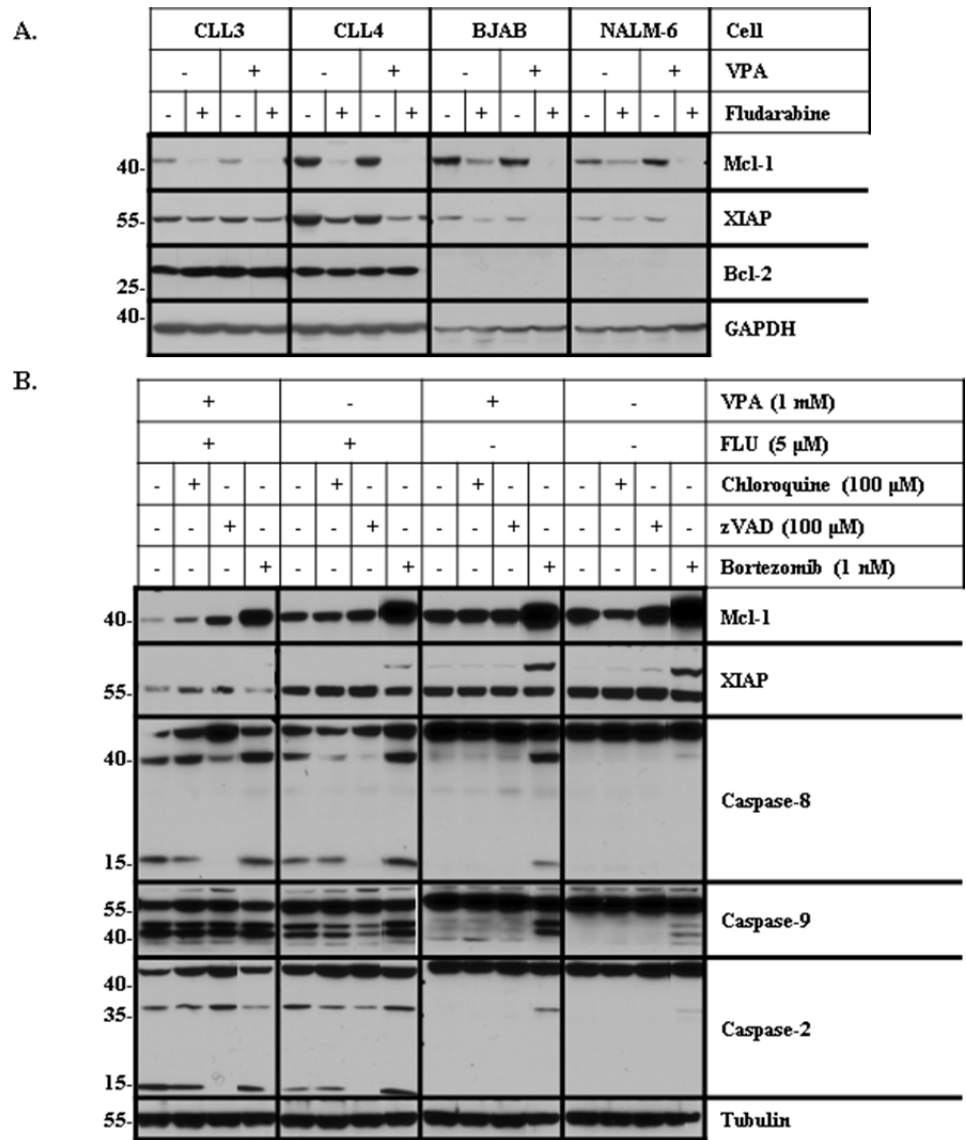 A.
CLL3 CLL4 BJAB NALM-6 Cell
- + - + - + - + VPA
- + - + - + - + - + - + - + - + Fludarabine
40- Mcl-1
55- XIAP
25- Bcl-2
40- GAPDH
B.
+ - + - VPA (1 mM)
+ + - - FLU (5 µM)
- + - - - + - - - + - - - + - - Chloroquine (100 µM)
- - + - - - + - - - + - - - + - zVAD (100 µM)
- - - + - - - + - - - + - - - + Bortezomib (1 nM)
40- Mcl-1
55- XIAP
40-
Caspase-8
15-
55-
Caspase-9
40-
40-
35-
Caspase-2
15-
55- Tubulin